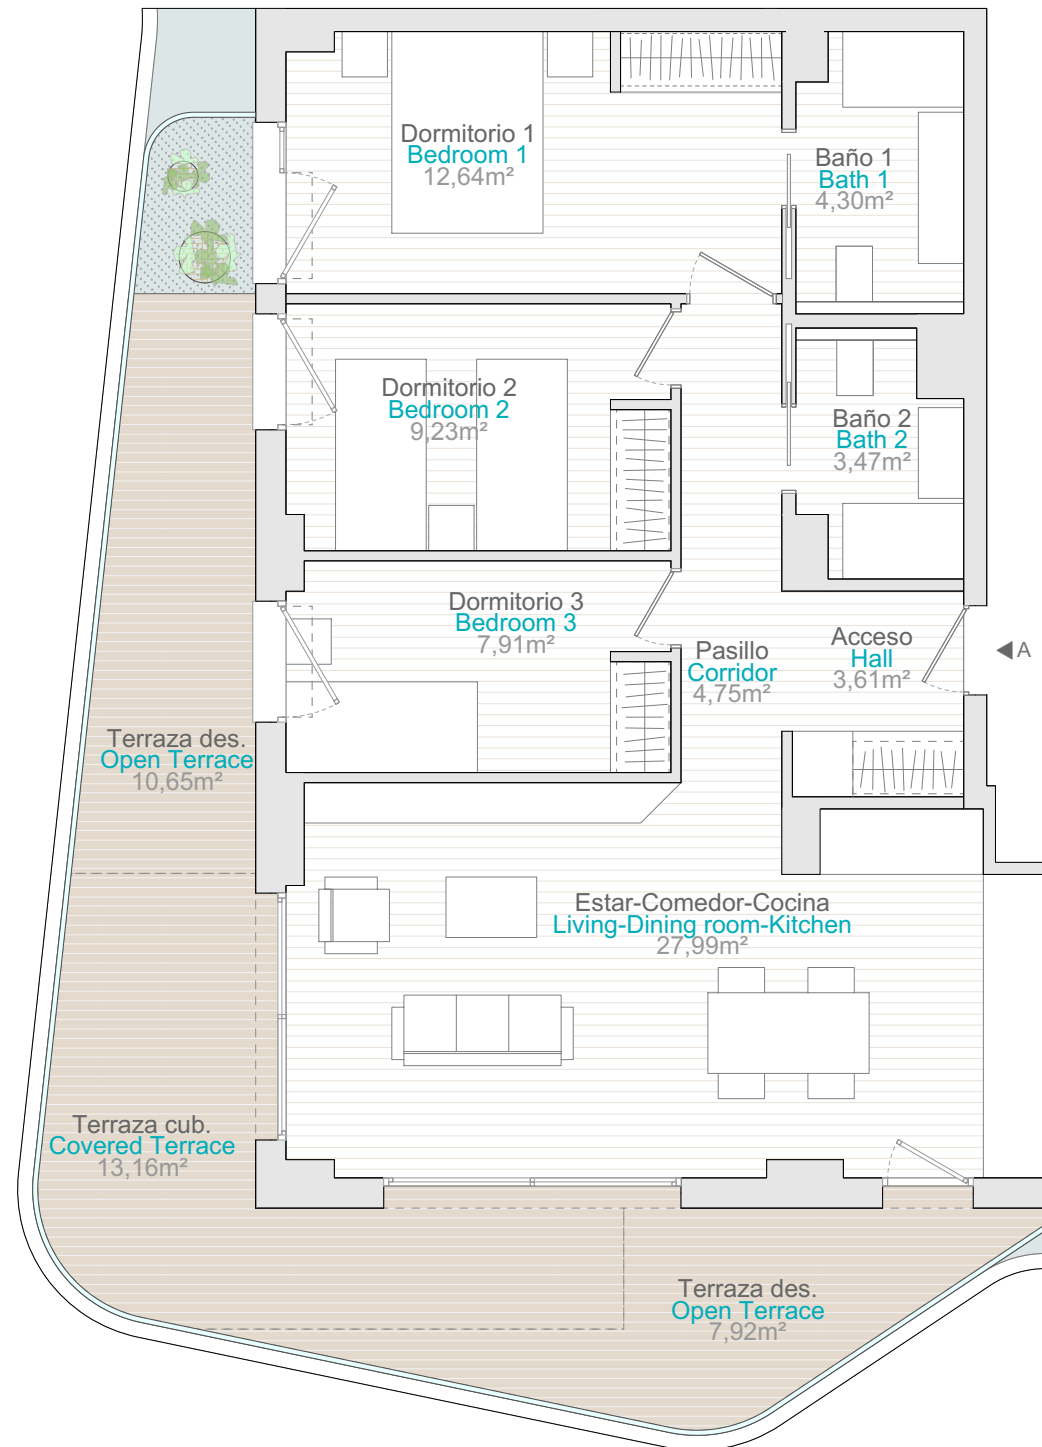 Dormitorio 1
Bedroom 1
12,64m²
Baño 1
Bath 1
4,30m²
Dormitorio 2
Bedroom 2
9,23m²
Baño 2
Bath 2
3,47m²
Dormitorio 3
Bedroom 3
7,91m²
Pasillo
Corridor
4,75m²
Acceso
Hall
3,61m²
A
Terraza des.
Open Terrace
10,65m²
Estar-Comedor-Cocina
Living-Dining room-Kitchen
27,99m²
Terraza cub.
Covered Terrace
13,16m²
Terraza des.
Open Terrace
7,92m²